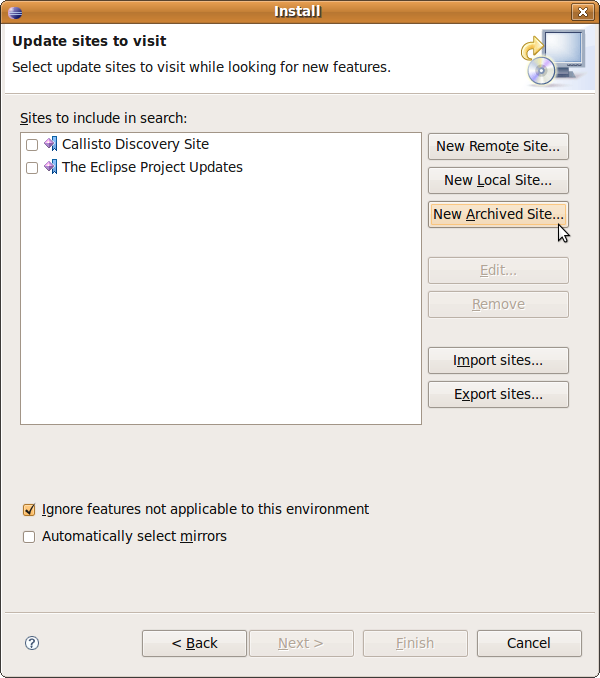 Install
Update sites to visit
Select update sites to visit while looking for new features.
Sites to include in search:
Callisto Discovery Site
The Eclipse Project Updates
New Remote Site...
New Local Site...
New Archived Site...
Edit...
Remove
Import sites...
Export sites...
Ignore features not applicable to this environment
Automatically select mirrors
? < Back Next > Finish Cancel